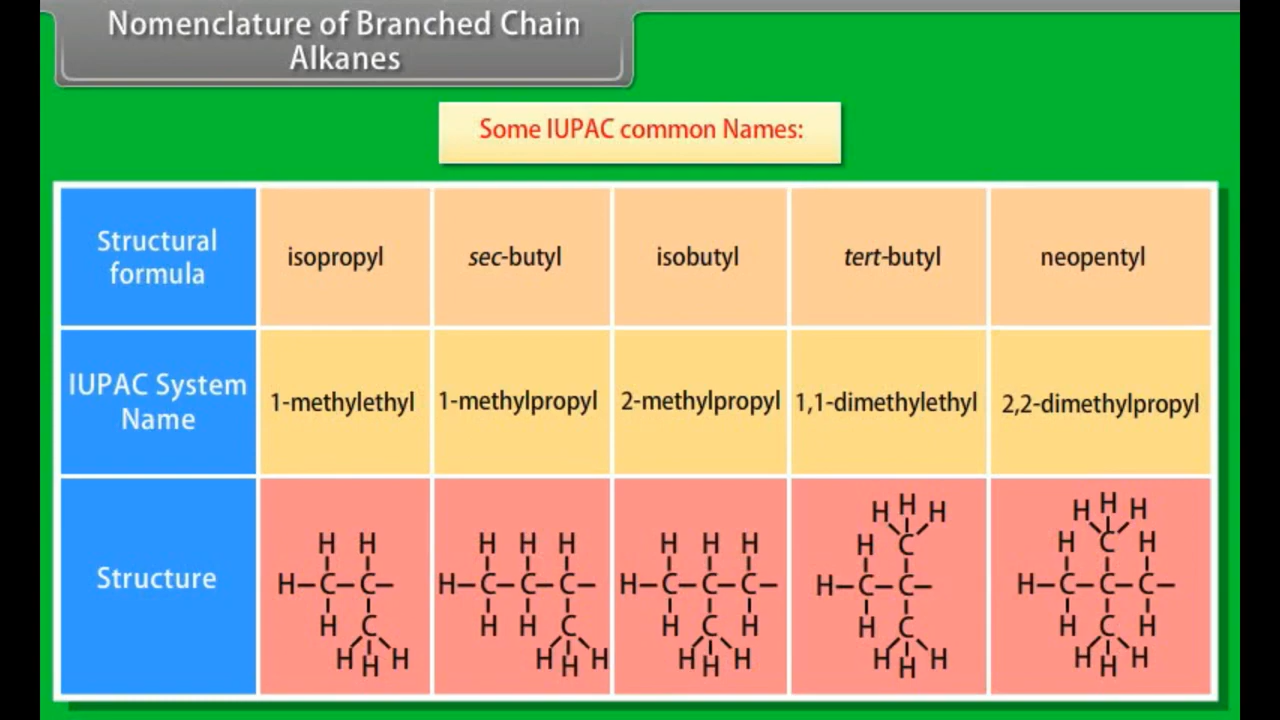 Nomenclature of Branched Chain
Alkanes
Some IUPAC common Names:
Structural
formula
isopropyl
sec-butyl
isobutyl
tert-butyl
neopentyl
IUPAC System
Name
1-methylethyl
1-methylpropyl
2-methylpropyl
1,1-dimethylethyl
2,2-dimethylpropyl
Structure
H H
H–C–C–
H C
H H H
H H H
H–C–C–C–
H H C
H H H
H H H
H–C–C–C–
H C H
H H H
H H H
H C
H–C–C–
H C
H H H
H H H
H C H
H–C–C–C–
H C H
H H H